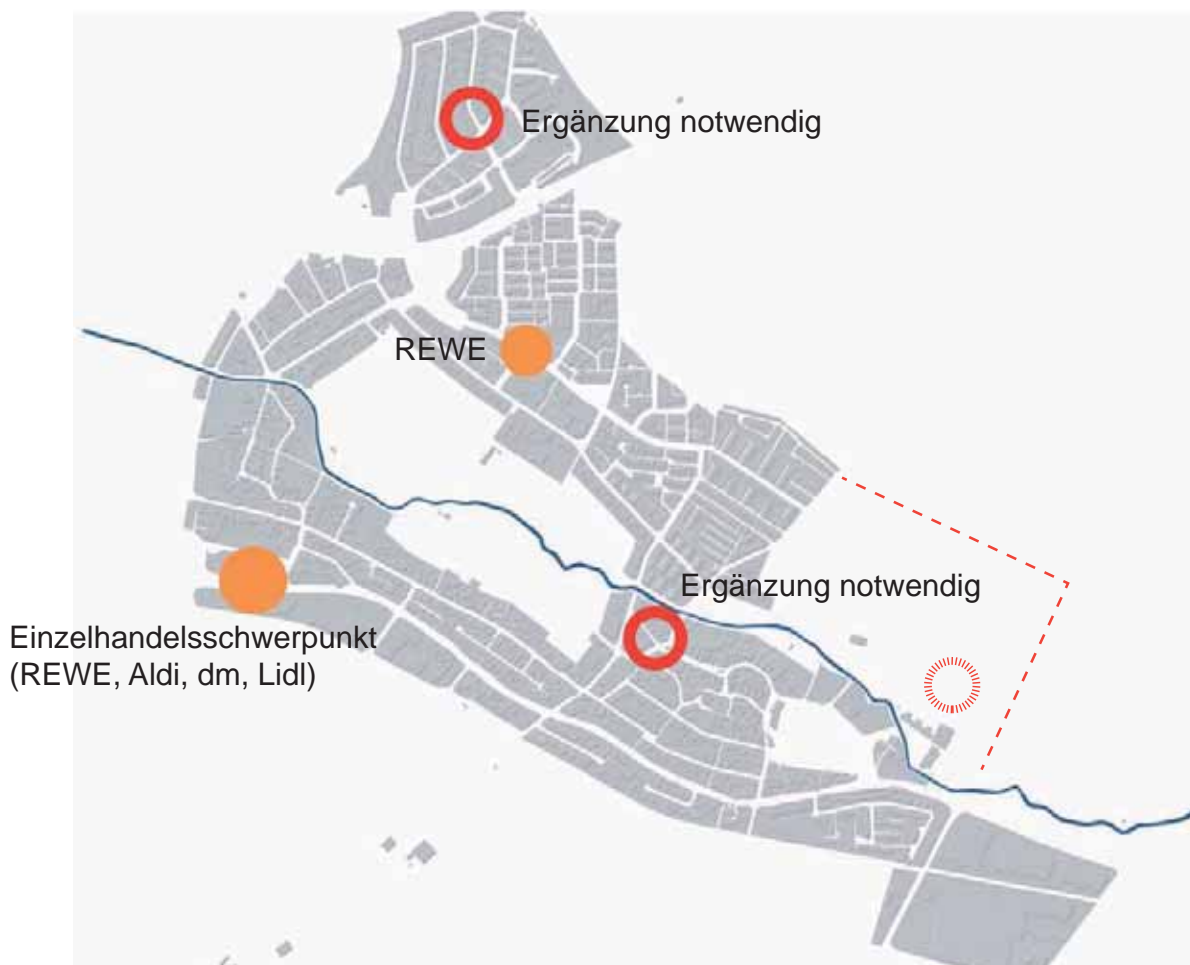 Ergänzung notwendig
REWE
Ergänzung notwendig
Einzelhandelsschwerpunkt
(REWE, Aldi, dm, Lidl)